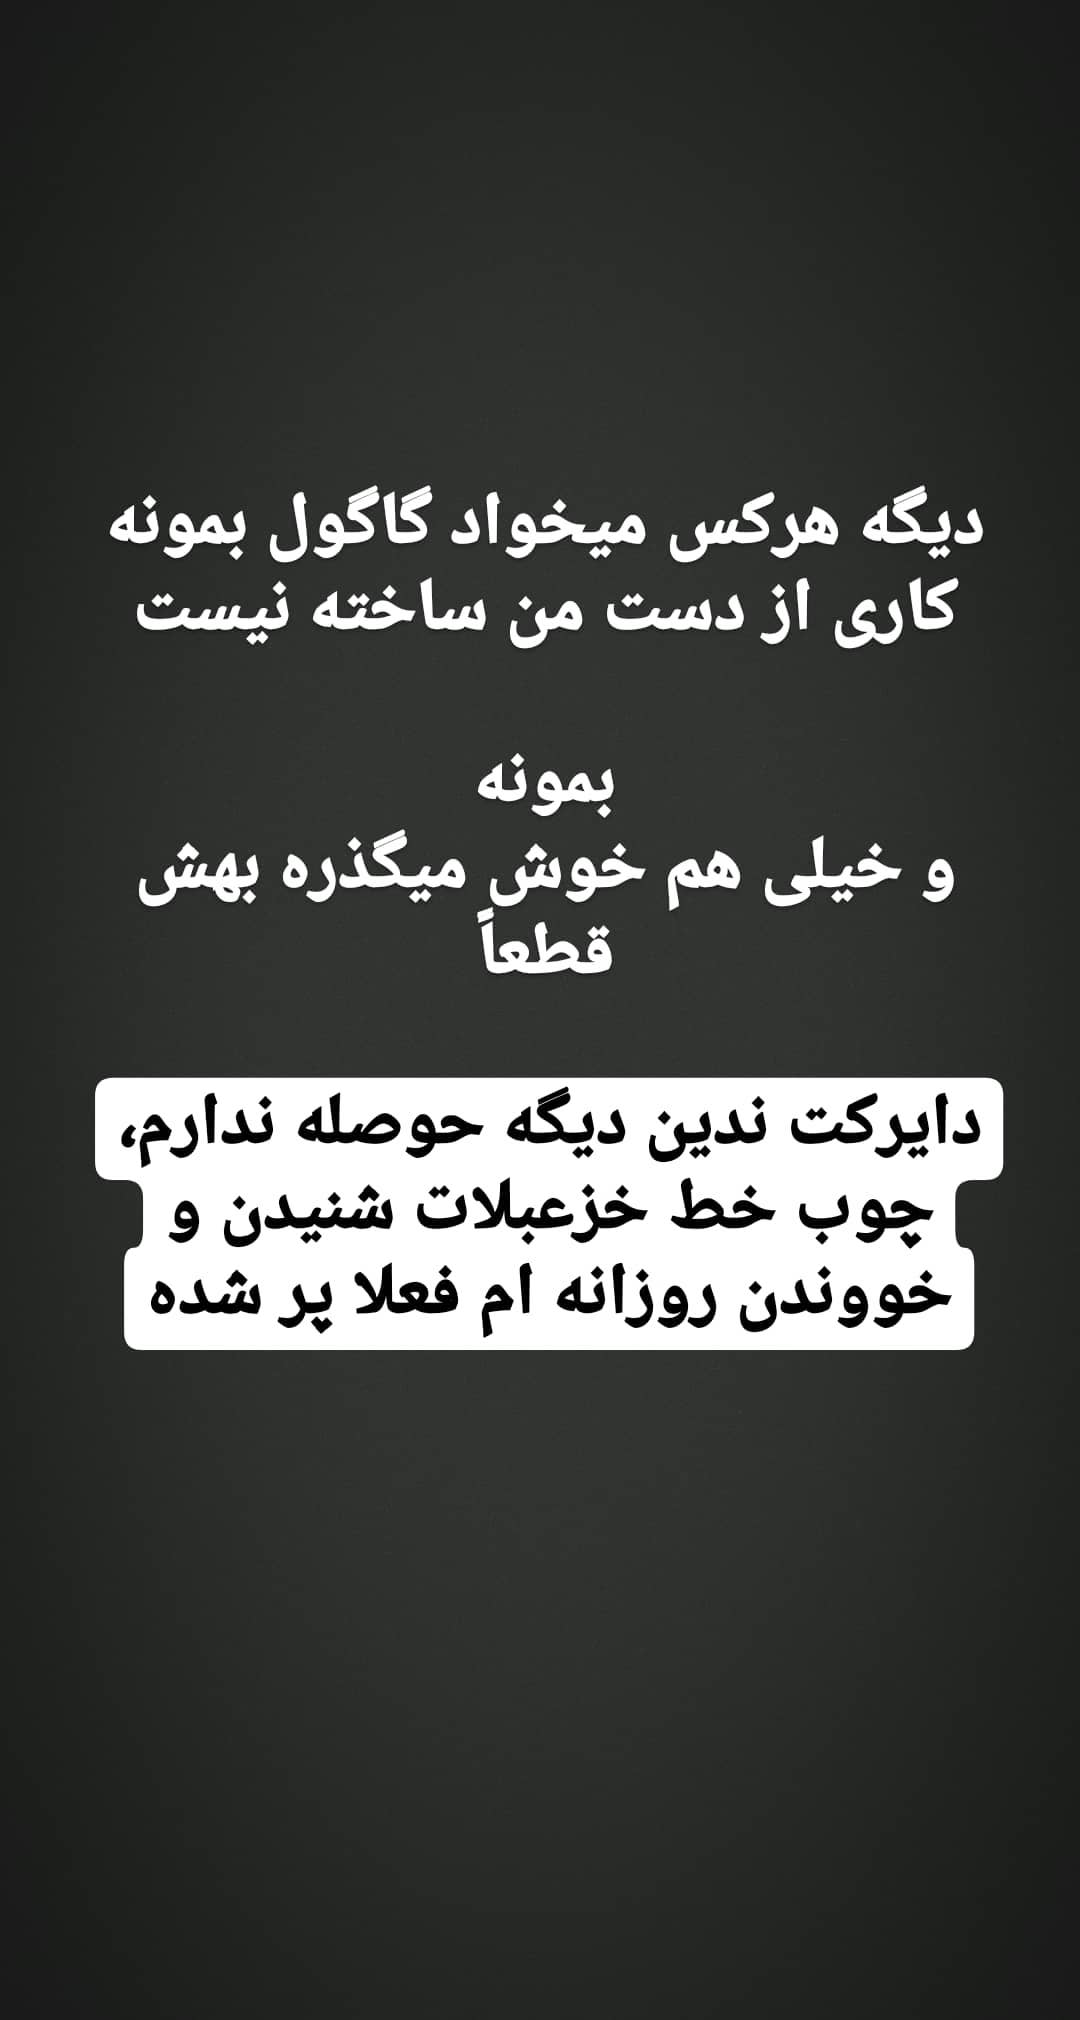 دیگه هرکس میخواد گاگول بمونه
کاری از دست من ساخته نیست
بمونه
و خیلی هم خوش میگذره بهش
قطعاً
دایرکت ندین دیگه حوصله ندارم،
چوب خط خزعبلات شنیدن و
خووندن روزانه ام فعلا پر شده